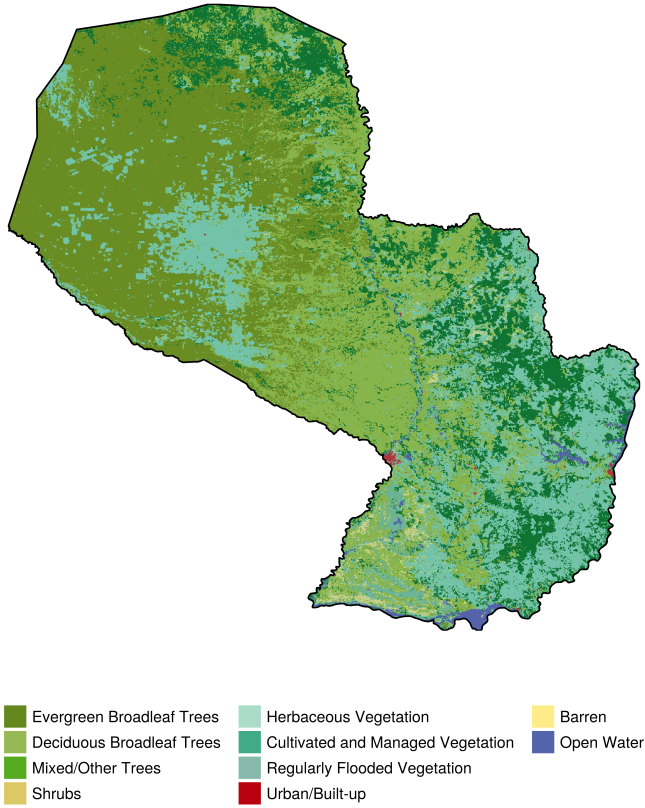 Evergreen Broadleaf Trees
Deciduous Broadleaf Trees
Mixed/Other Trees
Shrubs
Herbaceous Vegetation
Cultivated and Managed Vegetation
Regularly Flooded Vegetation
Urban/Built-up
Barren
Open Water